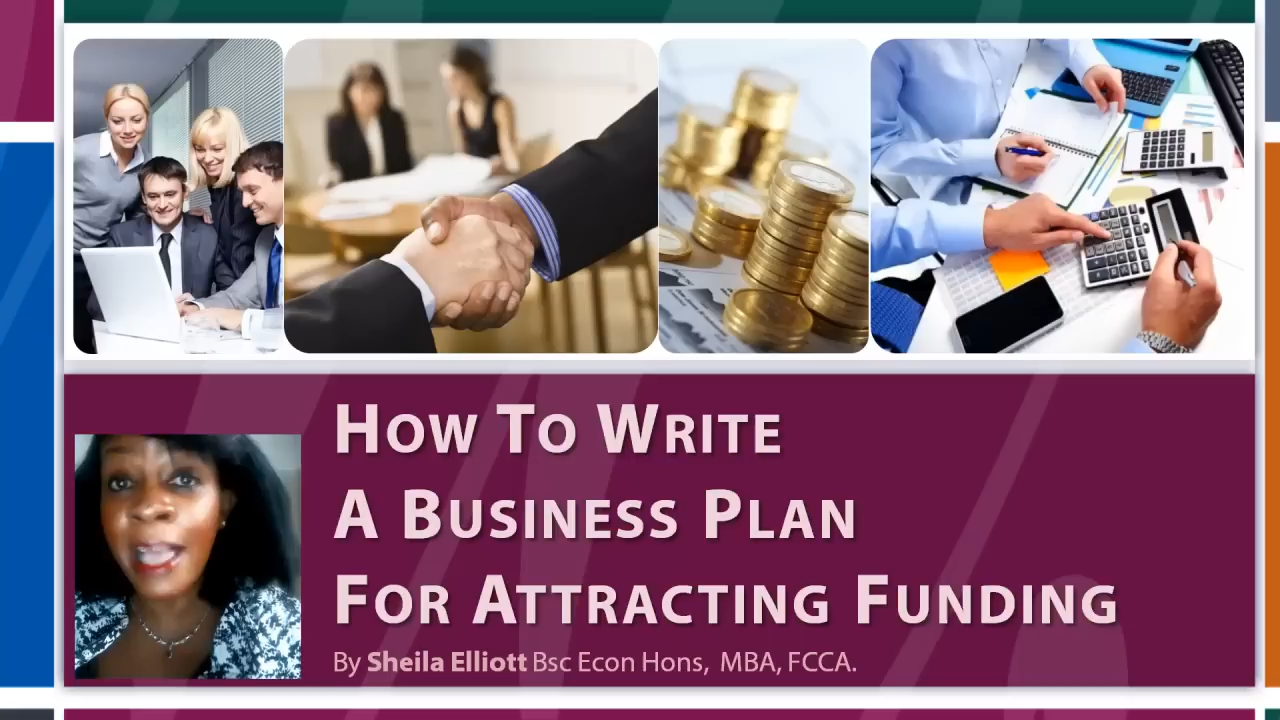 How To Write
A Business Plan
For Attracting Funding
By Sheila Elliott Bsc Econ Hons, MBA, FCCA.